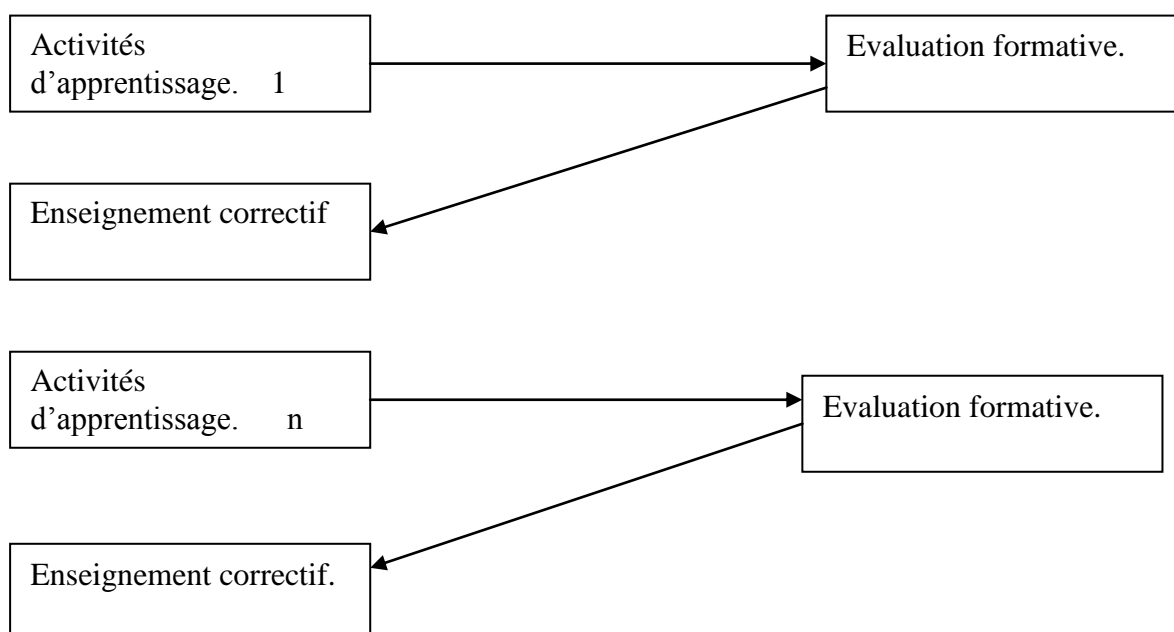 Activités
d’apprentissage. 1
Evaluation formative.
Enseignement correctif
Activités
d’apprentissage. n
Evaluation formative.
Enseignement correctif.